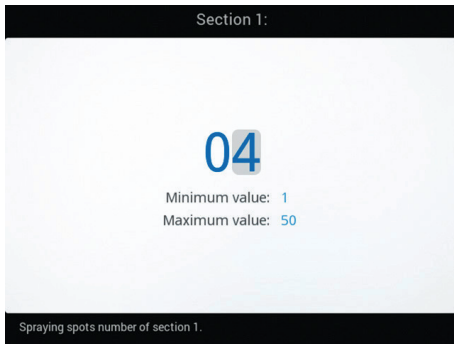 Section 1:
04
Minimum value: 1
Maximum value: 50
Spraying spots number of section 1.